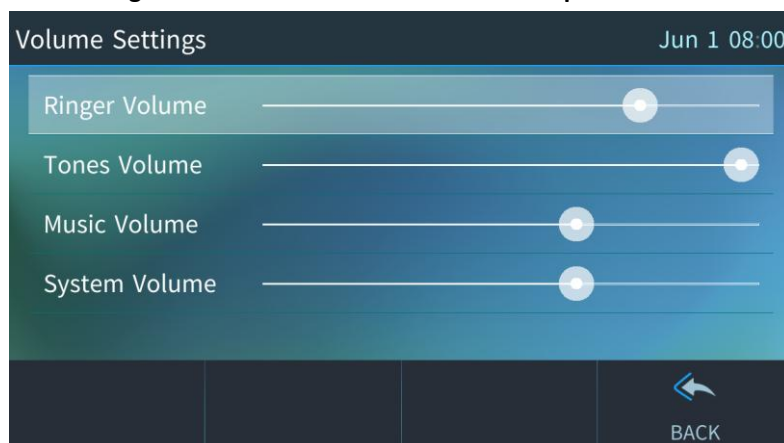 Volume Settings
Jun 1 08:00
Ringer Volume
Tones Volume
Music Volume
System Volume
BACK